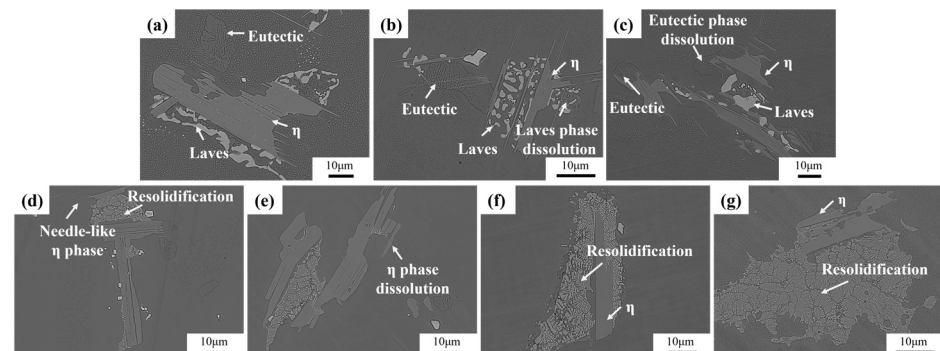 (a)
Eutectic
η
Laves
10μm
(b)
η
Eutectic
Laves
Laves phase
dissolution
10μm
(c)
Eutectic phase
dissolution
η
Eutectic
Laves
10μm
(d)
Resolidification
Needle-like
η phase
10μm
(e)
η phase
dissolution
10μm
(f)
Resolidification
η
10μm
(g)
η
Resolidification
10μm